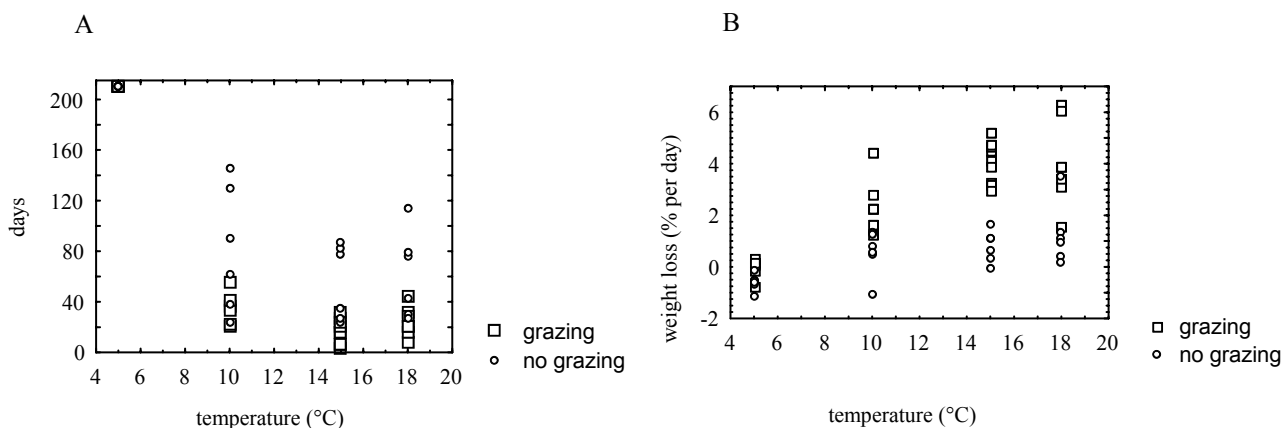 A
200
160
120
80
40
0
days
4 6 8 10 12 14 16 18 20
temperature (°C)
grazing
no grazing
B
6
4
2
0
-2
weight loss (% per day)
4 6 8 10 12 14 16 18 20
temperature (°C)
grazing
no grazing